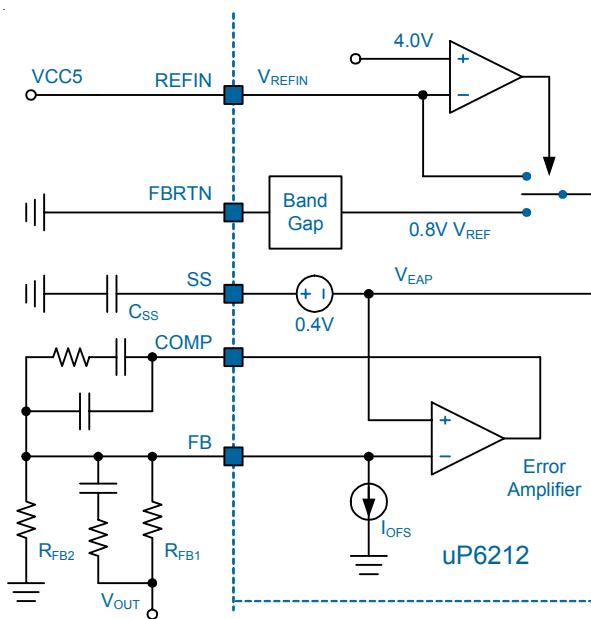 4.0V
VCC5
REFIN
VREFIN
+
−
FBRTN
Band
Gap
0.8V VREF
SS
+ −
VEAP
CSS
0.4V
COMP
+
FB
−
Error
Amplifier
IOFS
RFB2
RFB1
uP6212
VOUT